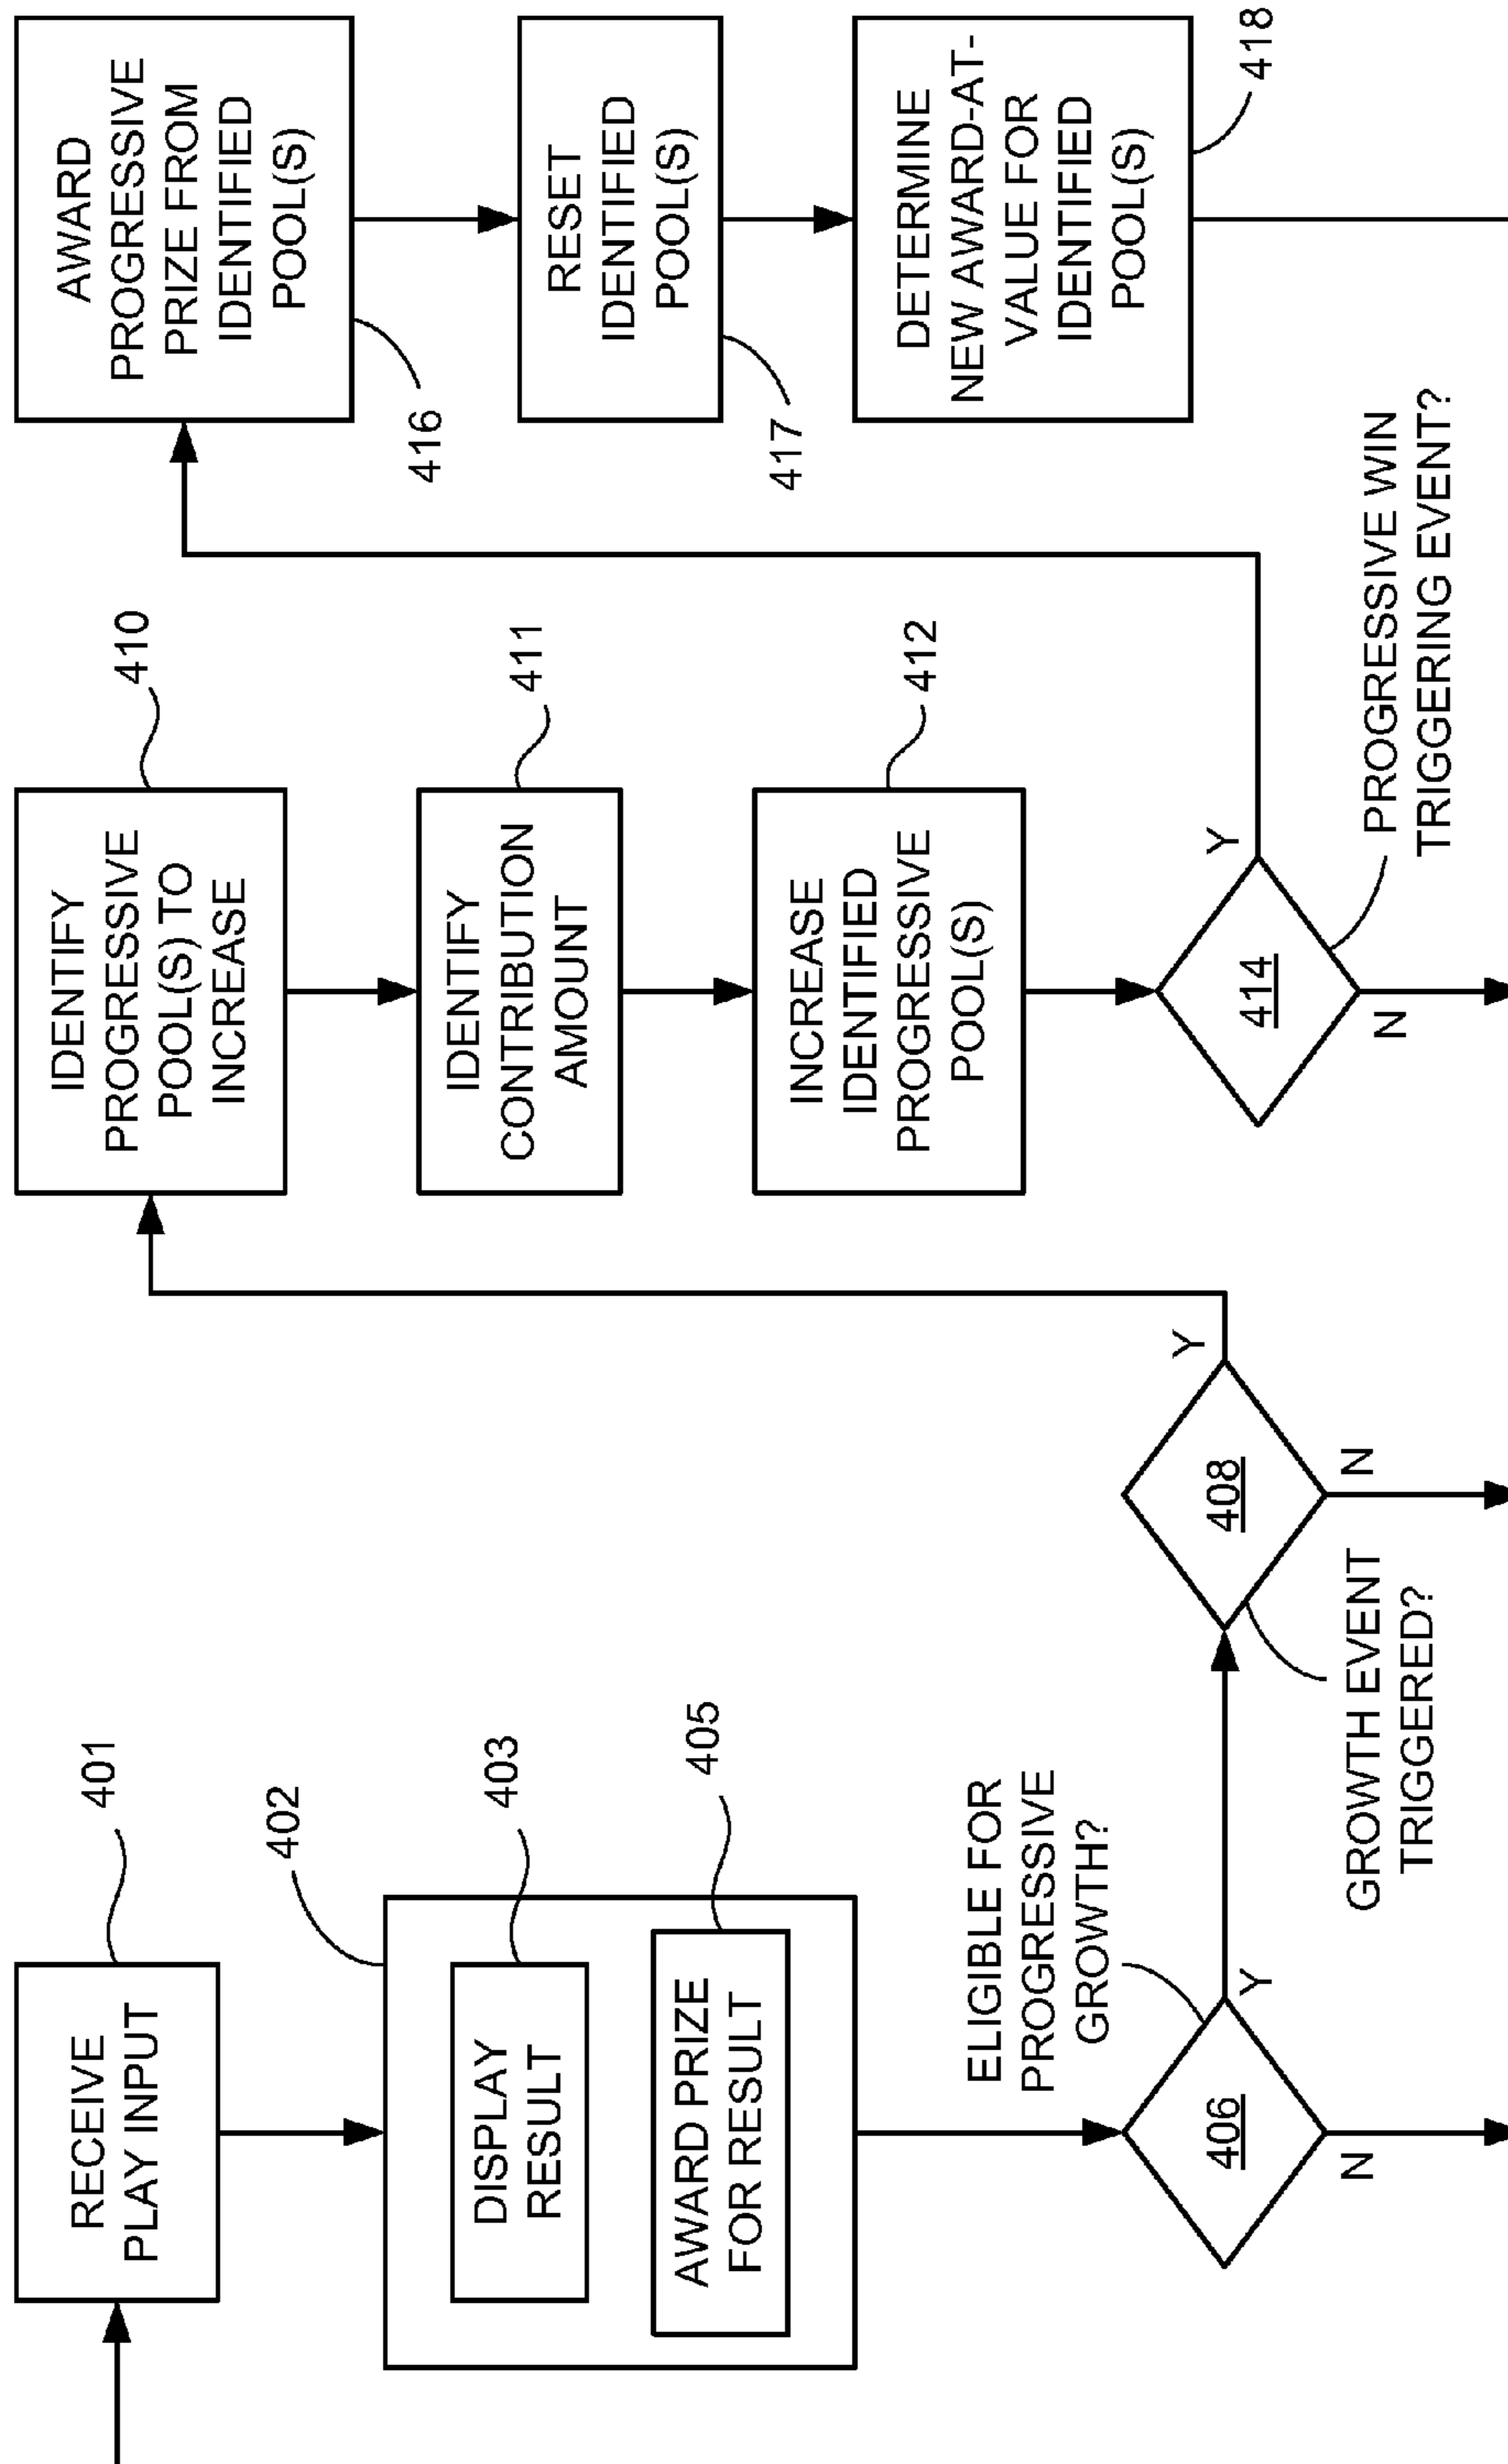 RECEIVE
PLAY INPUT
401
402
DISPLAY
RESULT
403
AWARD PRIZE
FOR RESULT
405
ELIGIBLE FOR
PROGRESSIVE
GROWTH?
406
Y
N
GROWTH EVENT
TRIGGERED?
408
Y
N
IDENTIFY
PROGRESSIVE
POOL(S) TO
INCREASE
410
IDENTIFY
CONTRIBUTION
AMOUNT
411
INCREASE
IDENTIFIED
PROGRESSIVE
POOL(S)
412
414
Y
N
PROGRESSIVE WIN
TRIGGERING EVENT?
AWARD
PROGRESSIVE
PRIZE FROM
IDENTIFIED
POOL(S)
416
RESET
IDENTIFIED
POOL(S)
417
DETERMINE
NEW AWARD-AT-
VALUE FOR
IDENTIFIED
POOL(S)
418